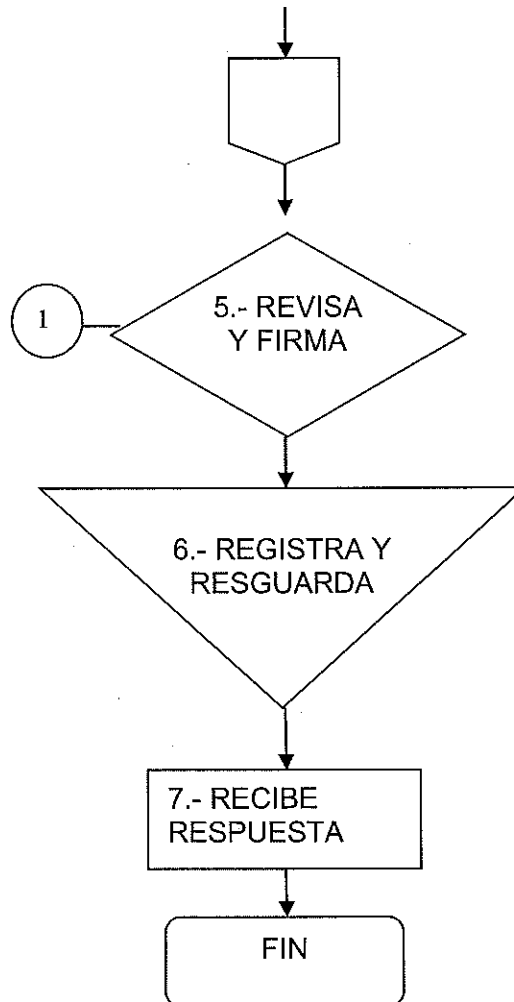 1
5.- REVISA
Y FIRMA
6.- REGISTRA Y
RESGUARDA
7.- RECIBE
RESPUESTA
FIN